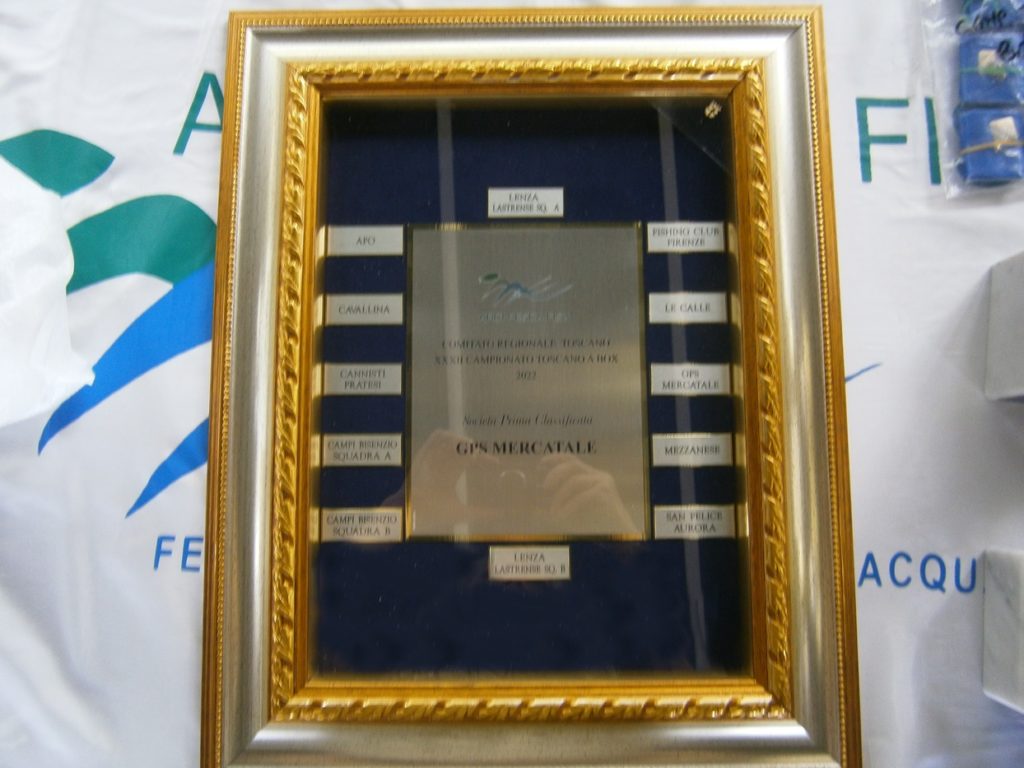 A
FI
LENZA
LASTRENSE SQ. A
APO
FISHING CLUB
FIRENZE
CAVALLINA
LE CALLE
CANNISTI
PRATESI
GPS
MERCATALE
CAMPI BISENZIO
SQUADRA A
MEZZANESE
CAMPI BISENZIO
SQUADRA B
SAN FELICE
AURORA
COMITATO REGIONALE TOSCANO
XXXII CAMPIONATO TOSCANO A BOX
2022
Società Prima Classificata
GPS MERCATALE
LENZA
LASTRENSE SQ. B
FE
ACQU